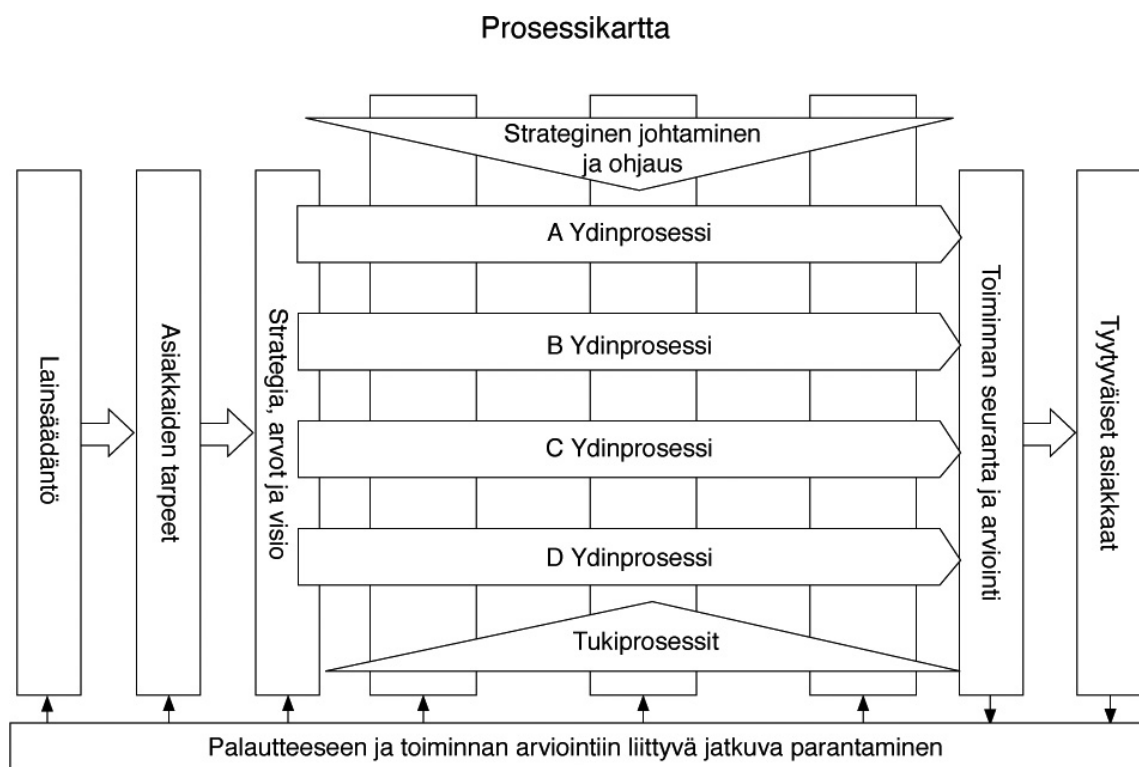 Prosessikartta
Strateginen johtaminen
ja ohjaus
Lainsäädäntö
Asiakkaiden tarpeet
Strategia, arvot ja visio
A Ydinprosessi
B Ydinprosessi
C Ydinprosessi
D Ydinprosessi
Tukiprosessit
Toiminnan seuranta ja arviointi
Tyytyväiset asiakkaat
Palautteeseen ja toiminnan arviointiin liittyvä jatkuva parantaminen